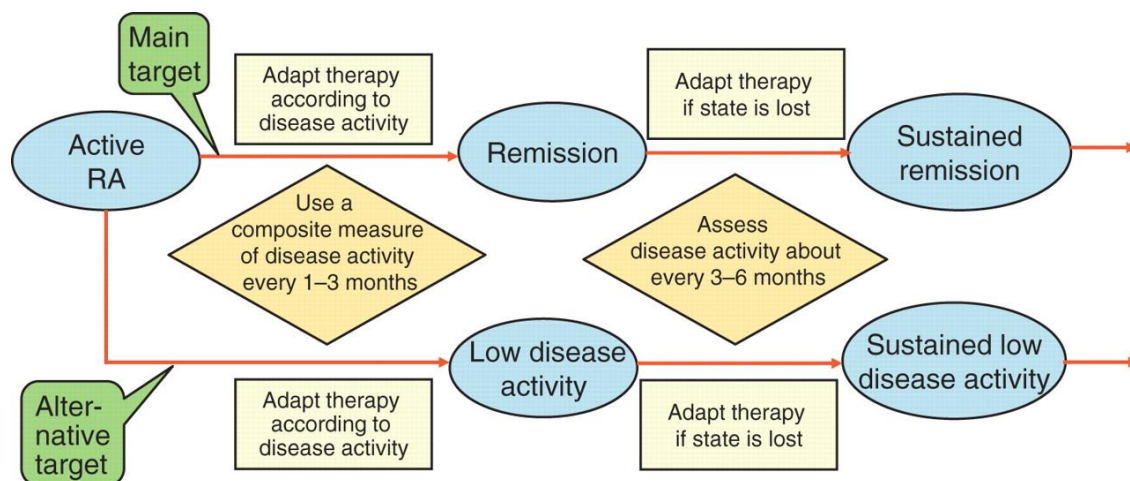 Main
target
Adapt therapy
according to
disease activity
Adapt therapy
if state is lost
Active
RA
Remission
Sustained
remission
Use a
composite measure
of disease activity
every 1–3 months
Assess
disease activity about
every 3–6 months
Low disease
activity
Sustained low
disease activity
Alter-
native
target
Adapt therapy
according to
disease activity
Adapt therapy
if state is lost